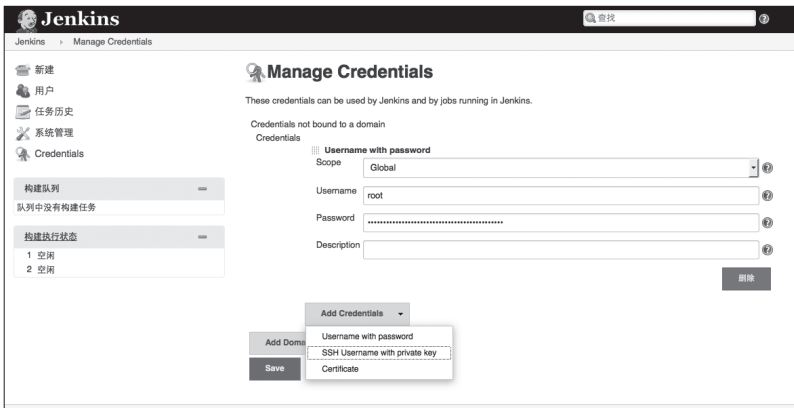 Jenkins
查找
Jenkins › Manage Credentials
新建
用户
任务历史
系统管理
Credentials
构建队列
队列中没有构建任务
构建执行状态
1 空闲
2 空闲
Manage Credentials
These credentials can be used by Jenkins and by jobs running in Jenkins.
Credentials not bound to a domain
Credentials
Username with password
Scope Global
Username root
Password ••••••••••••••••••••••••••••••••••••••••••••
Description
删除
Add Credentials
Username with password
SSH Username with private key
Certificate
Add Doma
Save